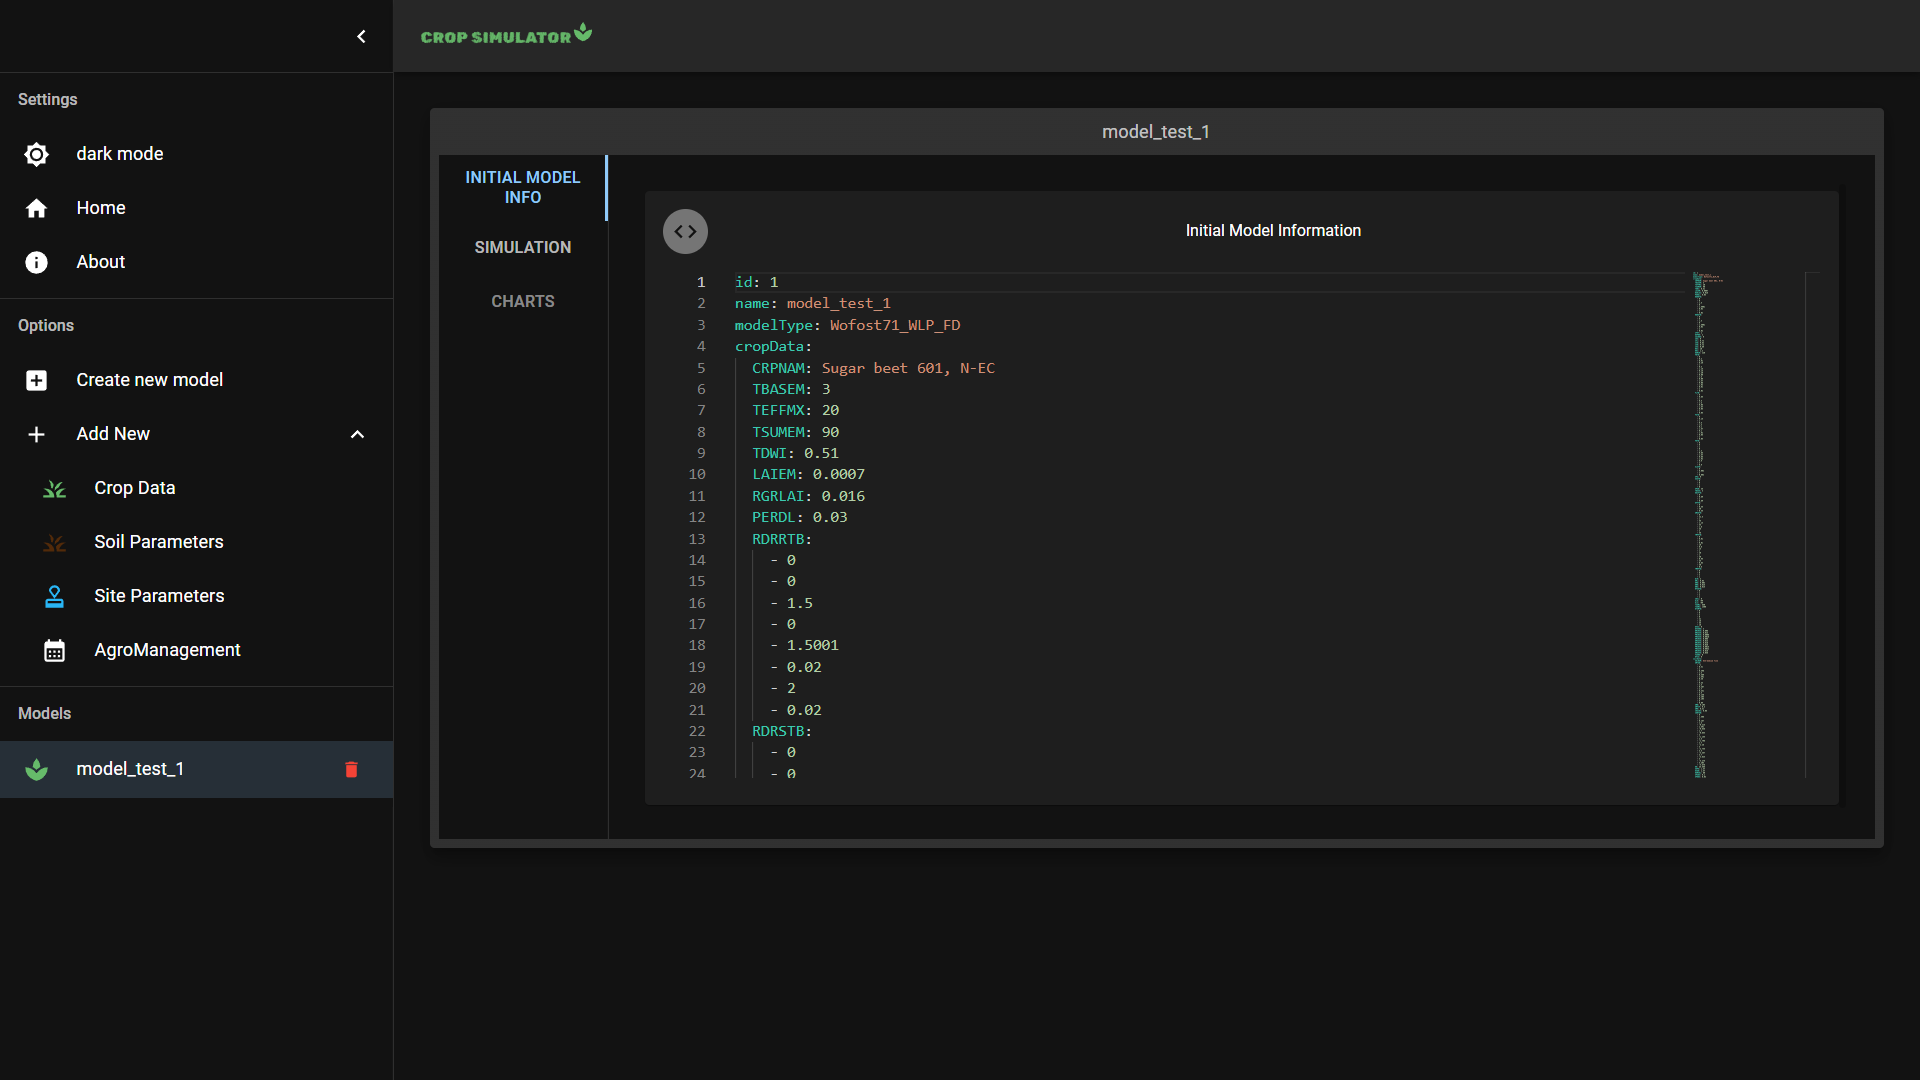 CROP SIMULATOR
Settings
dark mode
Home
About
Options
Create new model
Add New
Crop Data
Soil Parameters
Site Parameters
AgroManagement
Models
model_test_1
model_test_1
INITIAL MODEL
INFO
SIMULATION
CHARTS
Initial Model Information
1 id: 1
2 name: model_test_1
3 modelType: Wofost71_WLP_FD
4 cropData:
5 CRPNAM: Sugar beet 601, N-EC
6 TBASEM: 3
7 TEFFMX: 20
8 TSUMEM: 90
9 TDWI: 0.51
10 LAIEM: 0.0007
11 RGRLAI: 0.016
12 PERDL: 0.03
13 RDRRTB:
14 - 0
15 - 0
16 - 1.5
17 - 0
18 - 1.5001
19 - 0.02
20 - 2
21 - 0.02
22 RDRSTB:
23 - 0
24 - 0